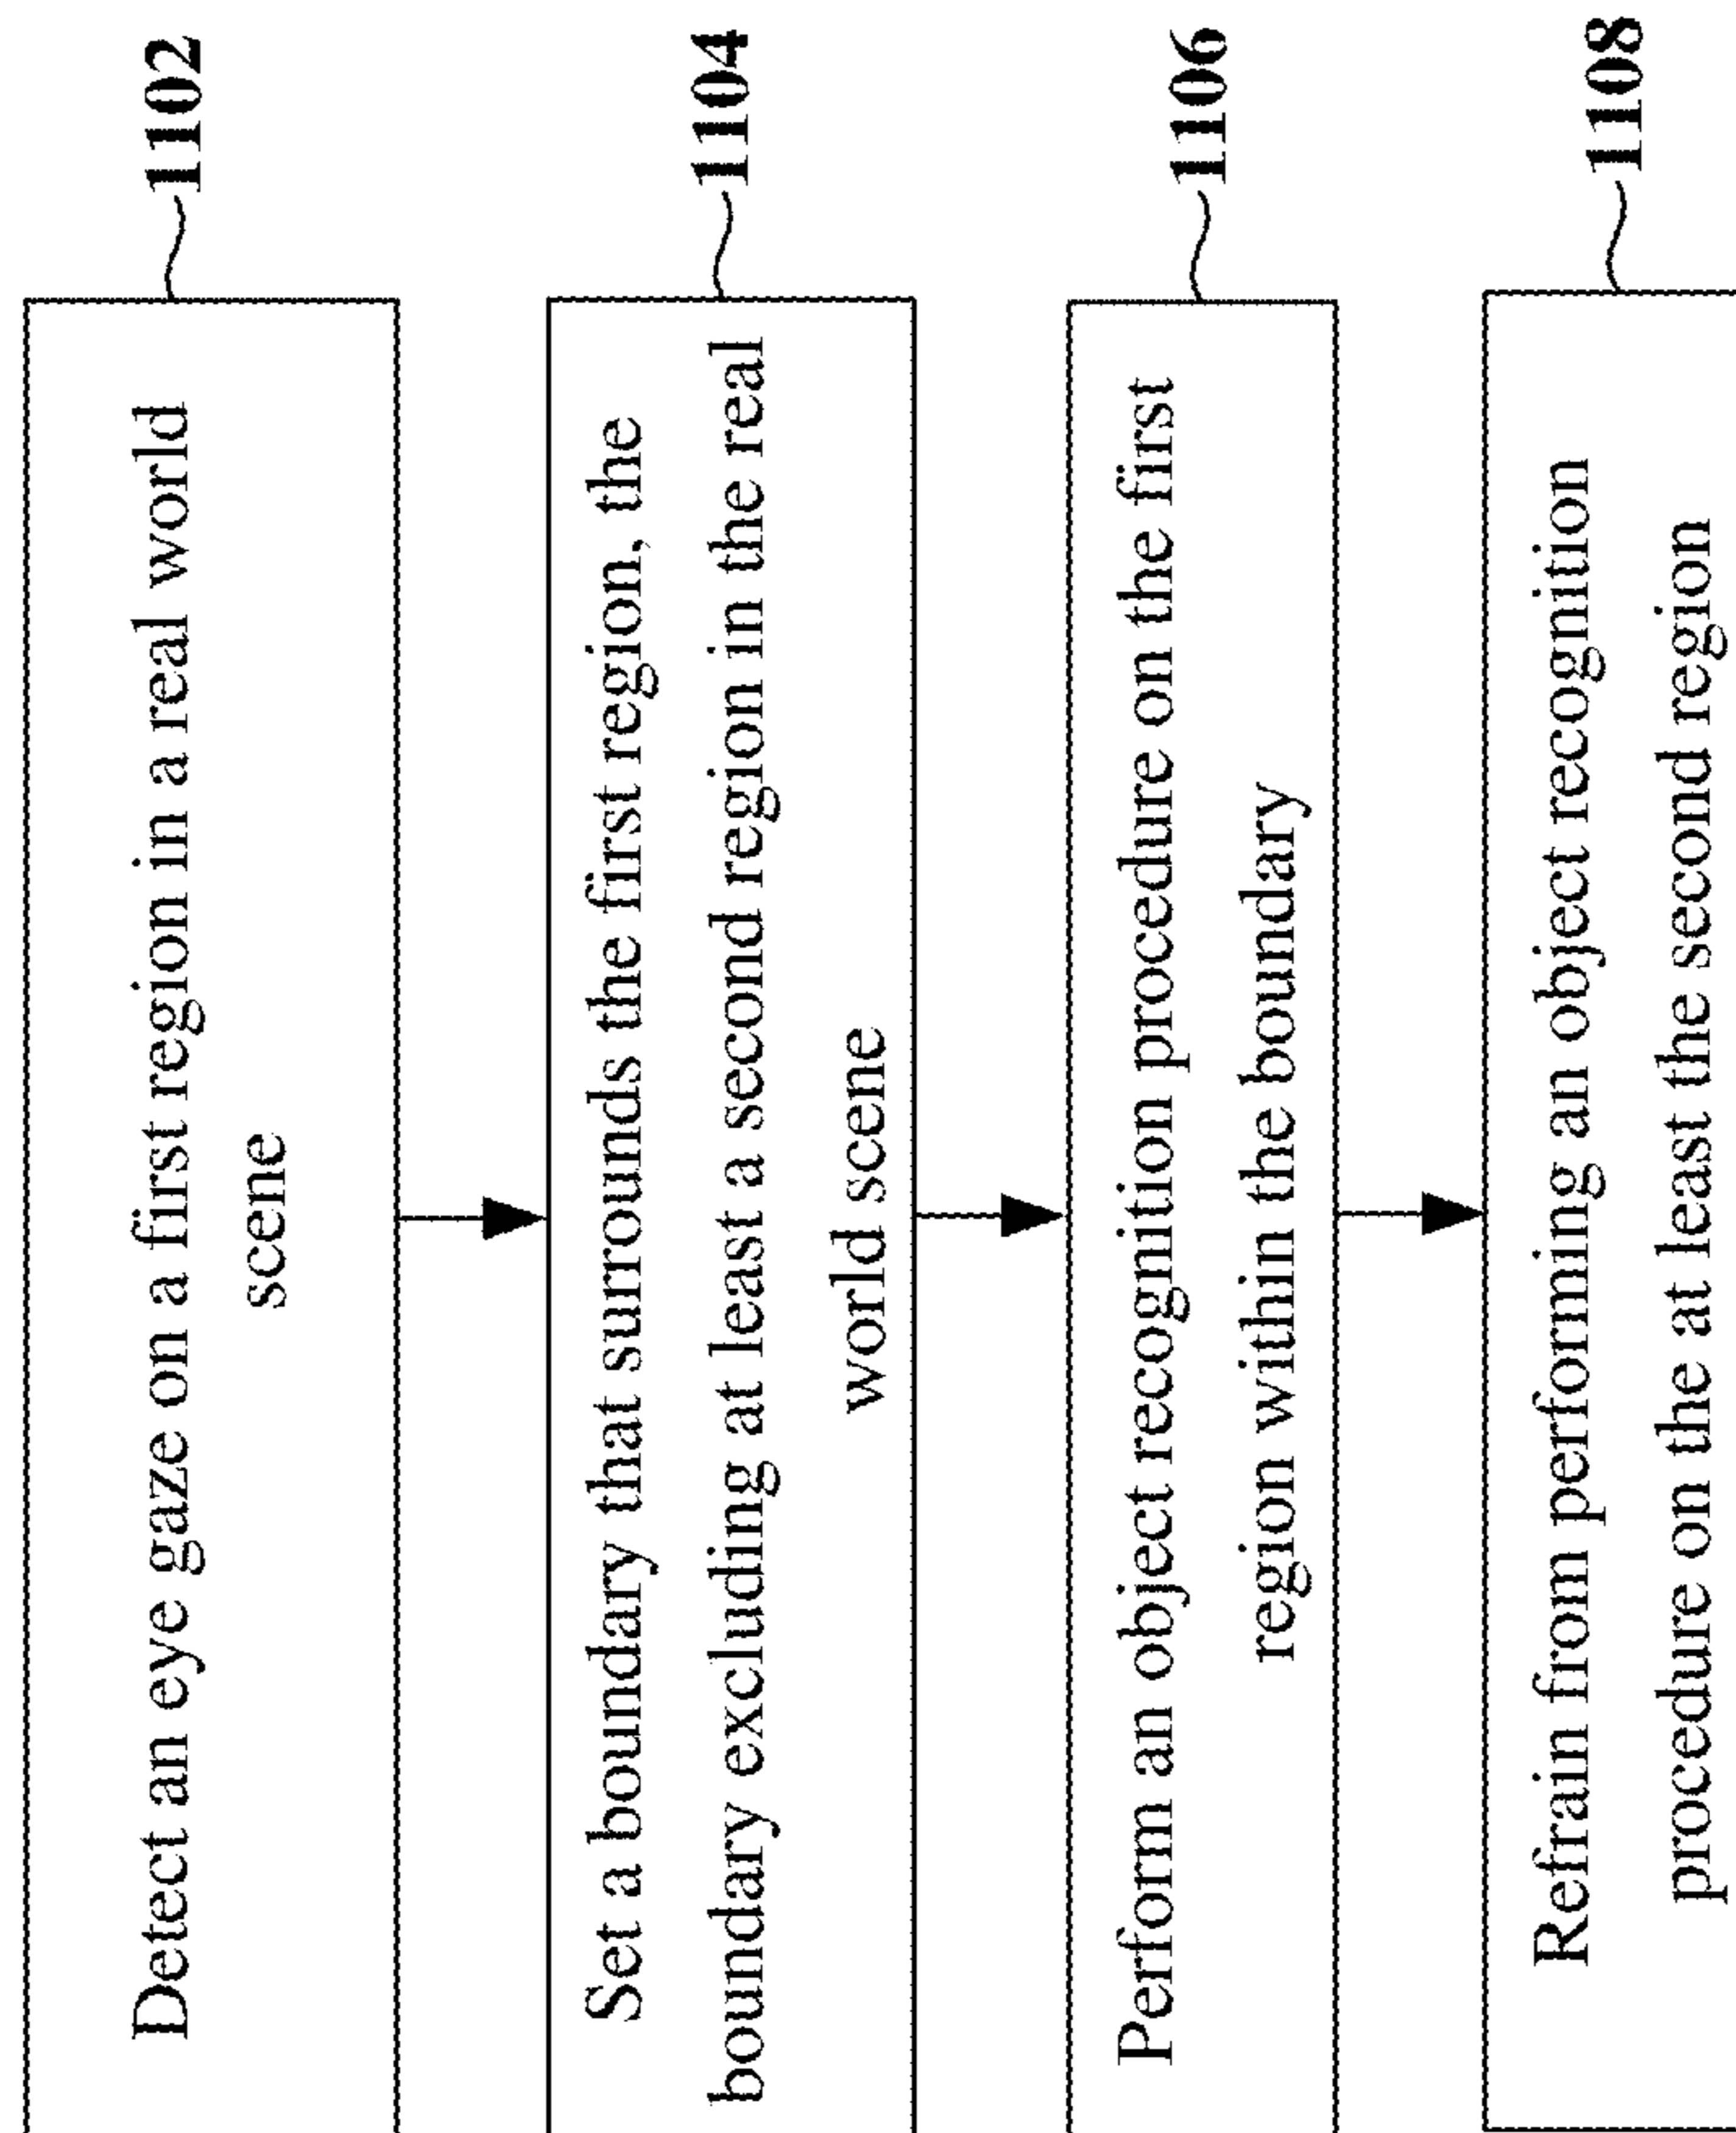 Detect an eye gaze on a first region in a real world
scene
1102
Set a boundary that surrounds the first region, the
boundary excluding at least a second region in the real
world scene
1104
Perform an object recognition procedure on the first
region within the boundary
1106
Refrain from performing an object recognition
procedure on the at least the second region
1108